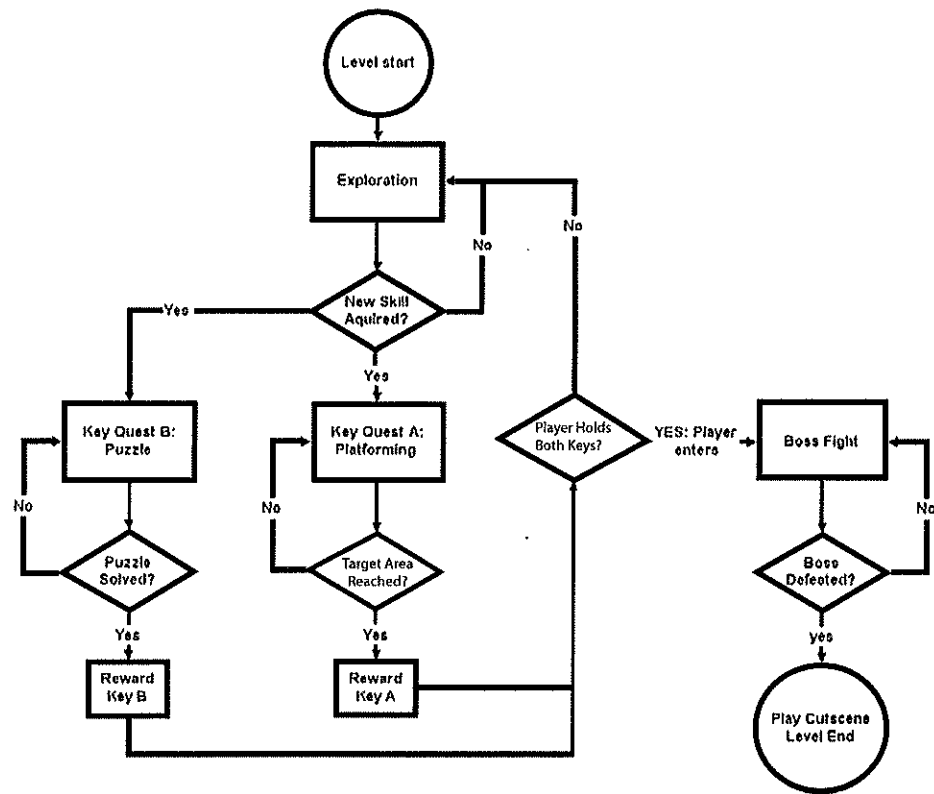 Level start
Exploration
No
No
New Skill
Aquired?
Yes
Yes
Key Quest B:
Puzzle
Key Quest A:
Platforming
Player Holds
Both Keys?
YES: Player
enters
Boss Fight
No
No
No
Puzzle
Solved?
Target Area
Reached?
Boss
Defeated?
Yes
Yes
yes
Reward
Key B
Reward
Key A
Play Cutscene
Level End